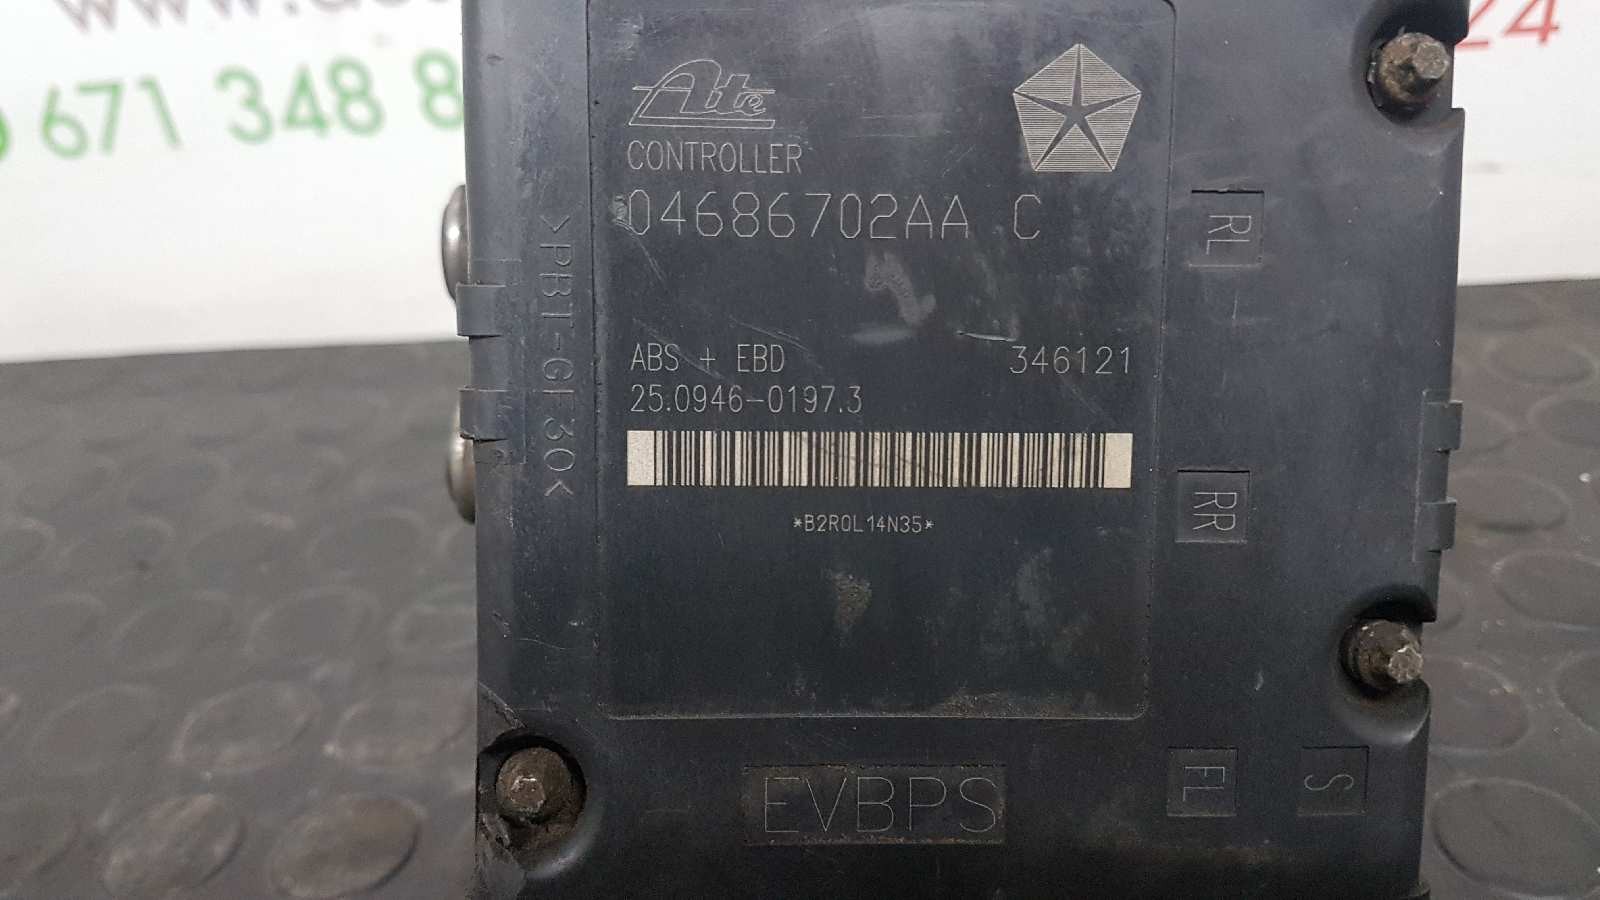 671 348 8
24
Ate
CONTROLLER
04686702AA C
RL
>PBT-GF30<
ABS + EBD 346121
25.0946-0197.3
RR
*B2R0L14N35*
FL
S
EVBPS